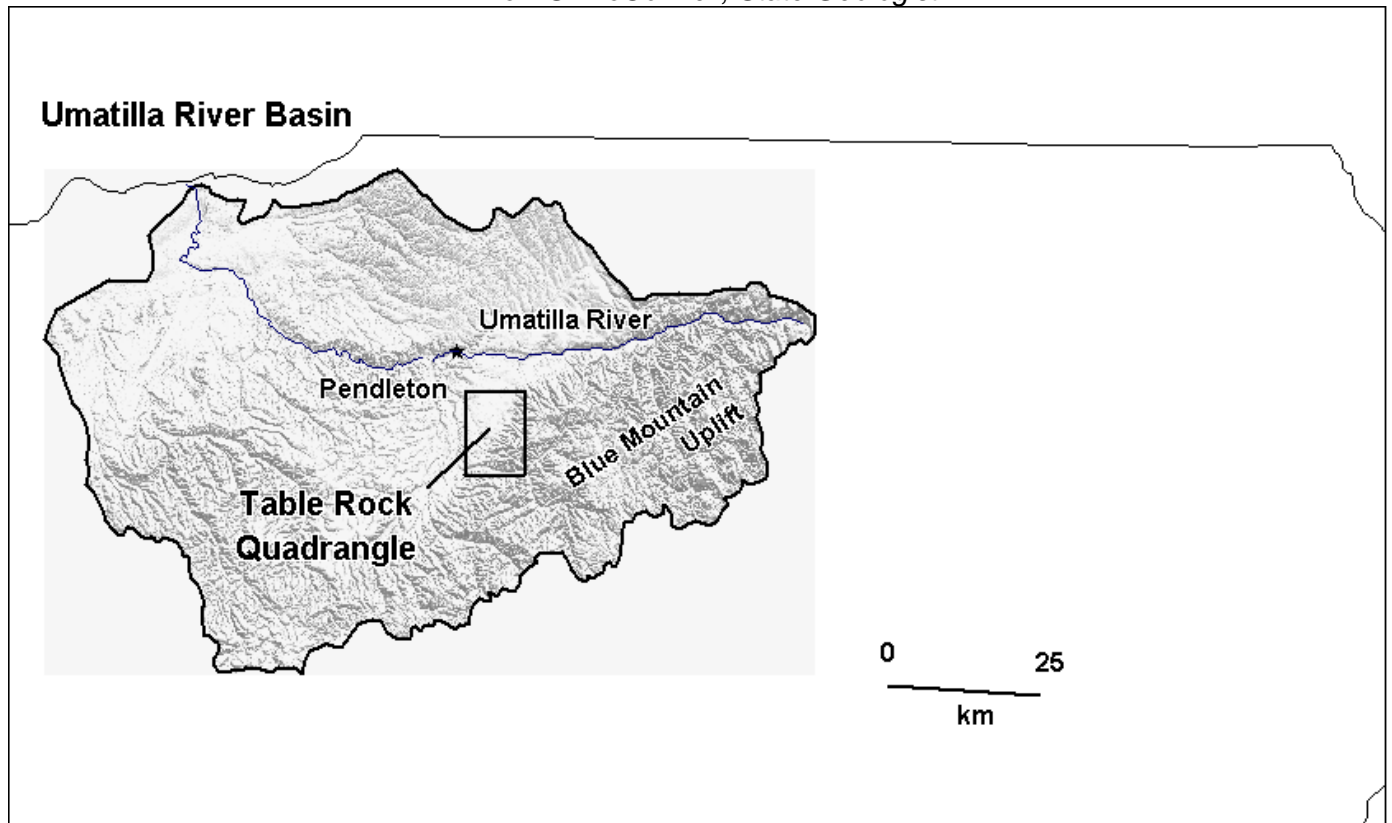 Umatilla River Basin
Umatilla River
Pendleton
Blue Mountain
Uplift
Table Rock
Quadrangle
0
25
km